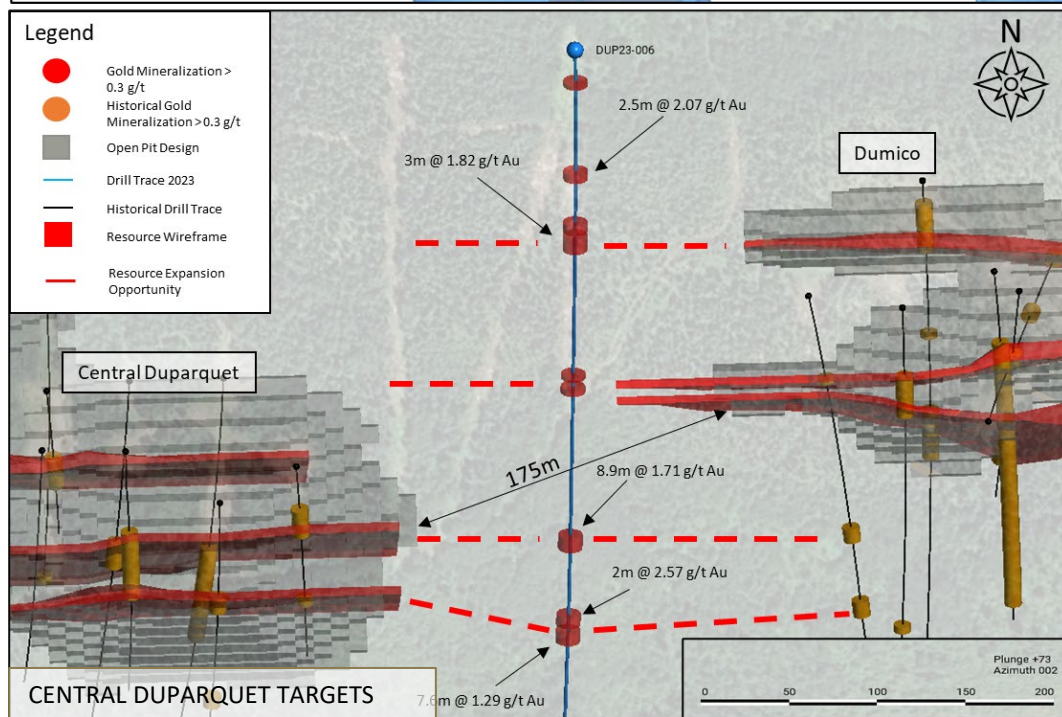 Legend
Gold Mineralization >
0.3 g/t
Historical Gold
Mineralization >0.3 g/t
Open Pit Design
Drill Trace 2023
Historical Drill Trace
Resource Wireframe
Resource Expansion
Opportunity
N
DUP23-006
2.5m @ 2.07 g/t Au
3m @ 1.82 g/t Au
Dumico
Central Duparquet
175m
8.9m @ 1.71 g/t Au
2m @ 2.57 g/t Au
7.6m @ 1.29 g/t Au
CENTRAL DUPARQUET TARGETS
Plunge +73
Azimuth 002
0 50 100 150 200